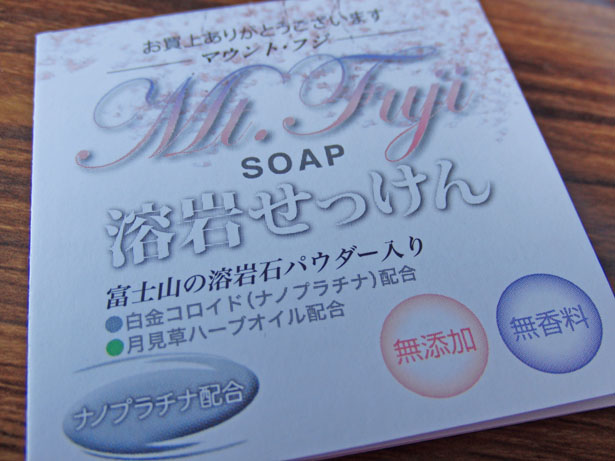 お買上ありがとうございます
マウント・フジ
Mt. Fuji
SOAP
溶岩せっけん
富士山の溶岩石パウダー入り
●白金コロイド(ナノプラチナ)配合
●月見草ハーブオイル配合
無添加
無香料
ナノプラチナ配合